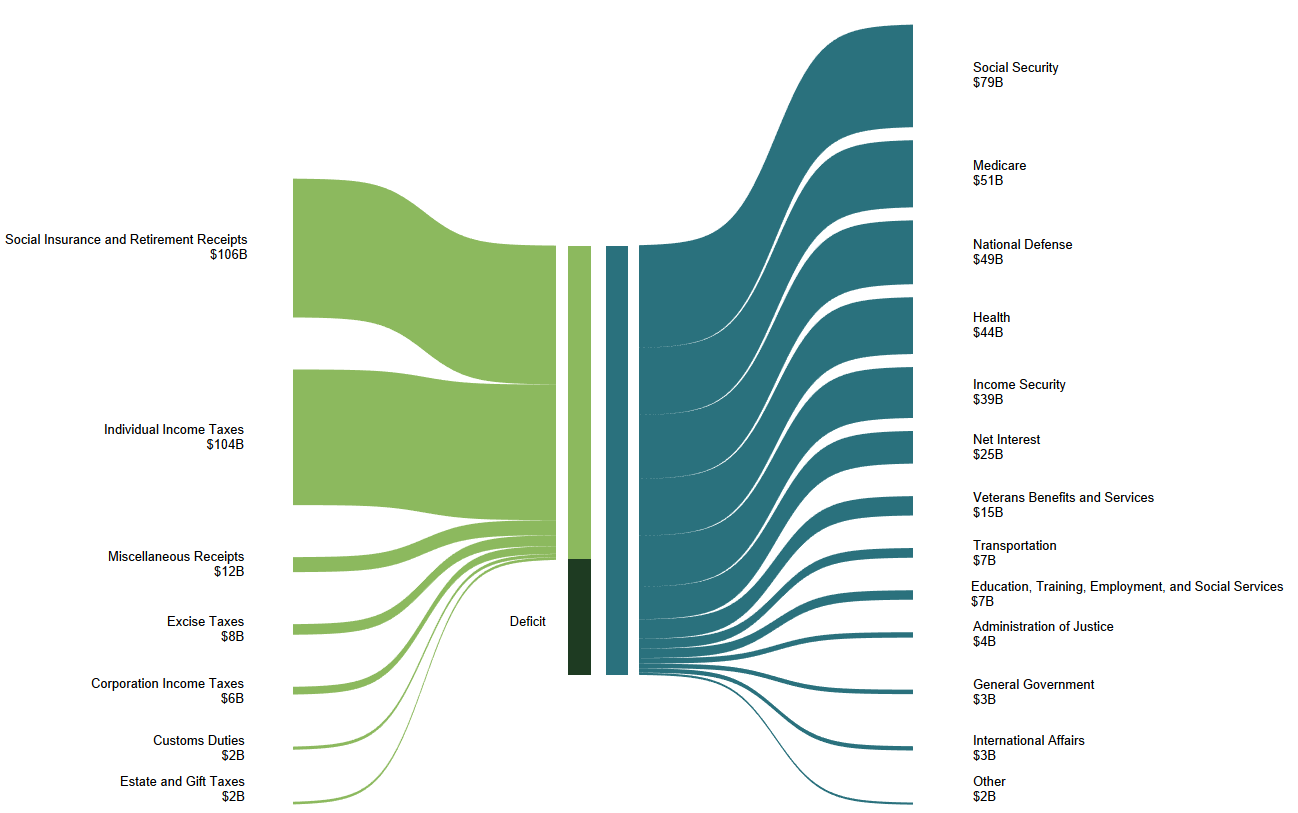 Social Insurance and Retirement Receipts
$106B
Individual Income Taxes
$104B
Miscellaneous Receipts
$12B
Excise Taxes
$8B
Corporation Income Taxes
$6B
Customs Duties
$2B
Estate and Gift Taxes
$2B
Deficit
Social Security
$79B
Medicare
$51B
National Defense
$49B
Health
$44B
Income Security
$39B
Net Interest
$25B
Veterans Benefits and Services
$15B
Transportation
$7B
Education, Training, Employment, and Social Services
$7B
Administration of Justice
$4B
General Government
$3B
International Affairs
$3B
Other
$2B